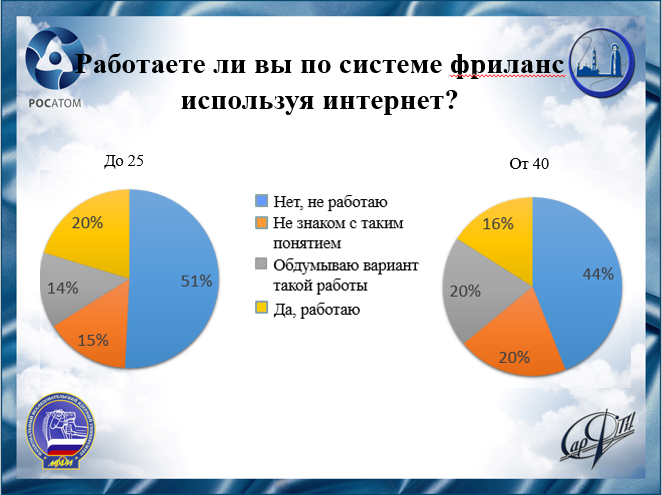 Работаете ли вы по системе фриланс
используя интернет?
РОСАТОМ
До 25
От 40
Нет, не работаю
Не знаком с таким
понятием
Обдумываю вариант
такой работы
Да, работаю
20%
51%
14%
15%
16%
44%
20%
20%
МИФИ
СарФТИ